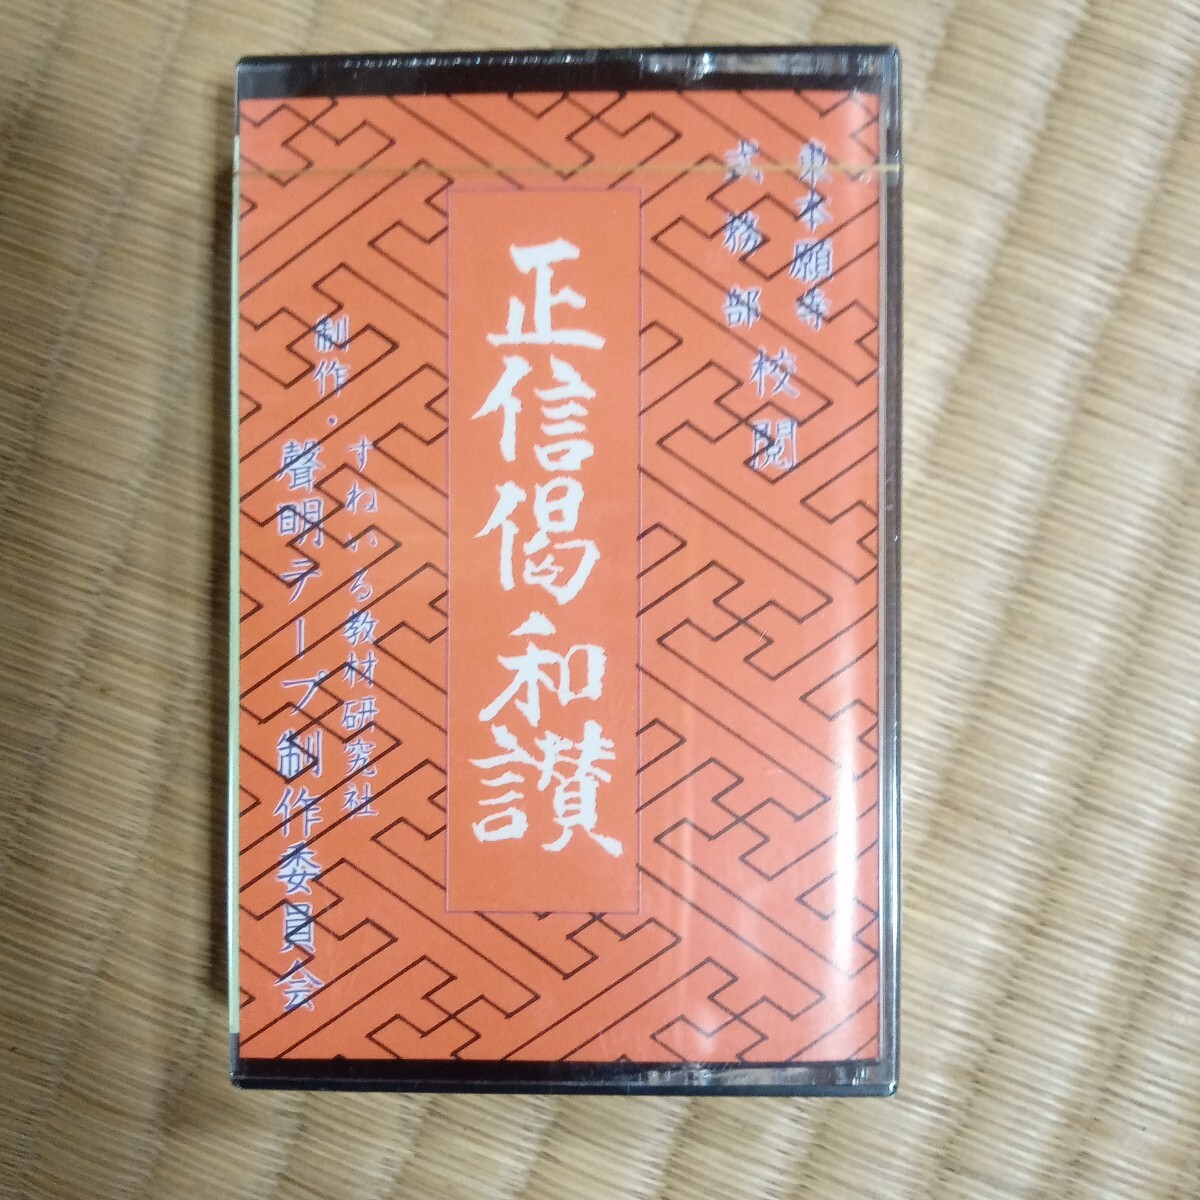 東本願寺
式務部 校閲
正信偈和讃
制作・すねいる教材研究社
聲明テープ制作委員会